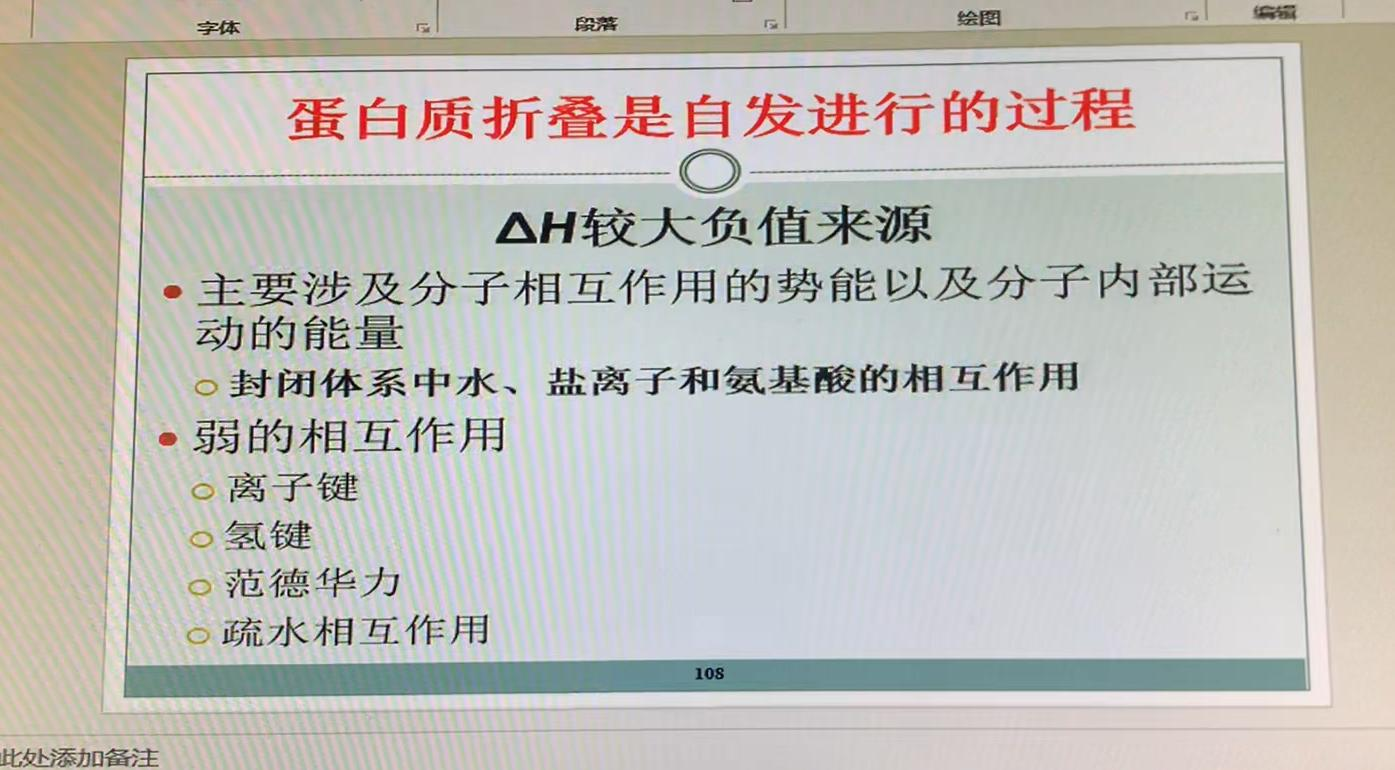 字体 段落 绘图 编辑
蛋白质折叠是自发进行的过程
ΔH较大负值来源
主要涉及分子相互作用的势能以及分子内部运
动的能量
封闭体系中水、盐离子和氨基酸的相互作用
弱的相互作用
离子键
氢键
范德华力
疏水相互作用
108
此处添加备注